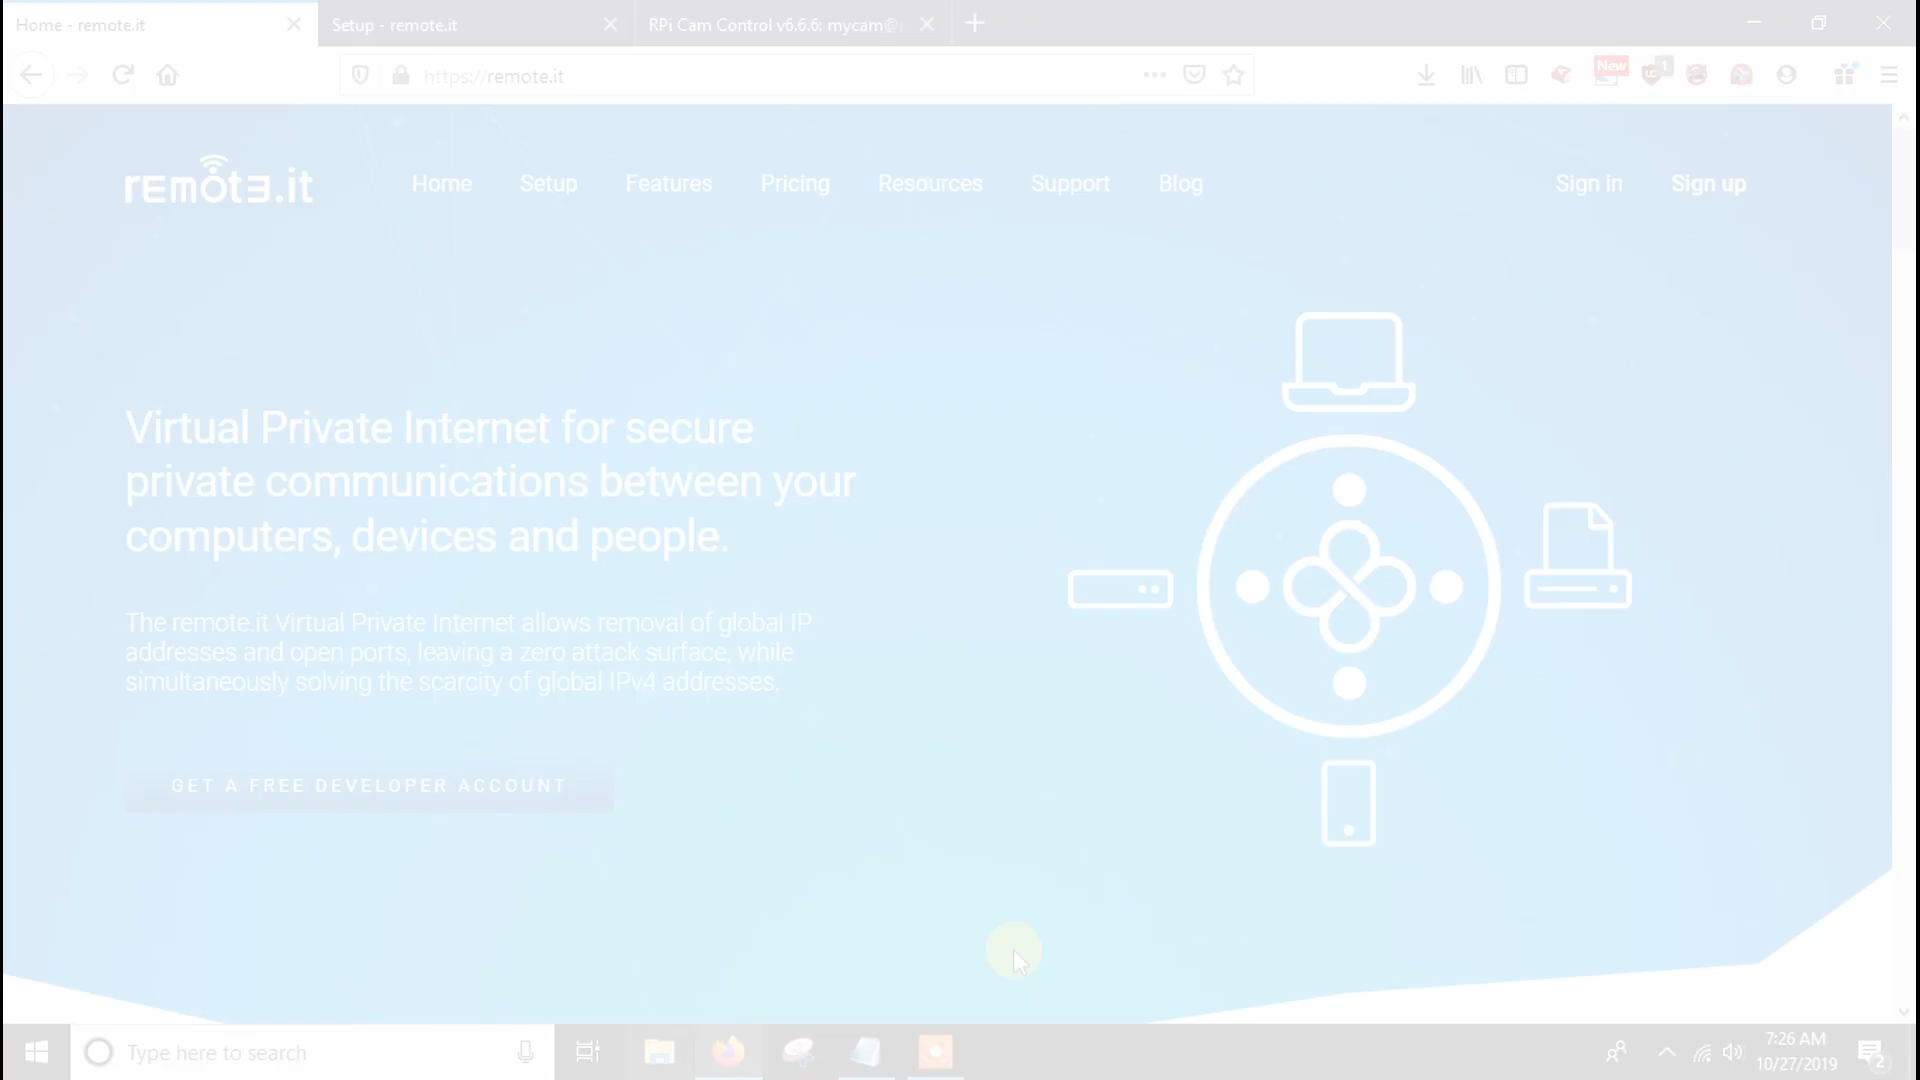 Home - remote.it
Setup - remote.it
RPi Cam Control v6.6.6: mycam@
https://remote.it
New
1
remote.it
Home
Setup
Features
Pricing
Resources
Support
Blog
Sign in
Sign up
Virtual Private Internet for secure
private communications between your
computers, devices and people.
The remote.it Virtual Private Internet allows removal of global IP
addresses and open ports, leaving a zero attack surface, while
simultaneously solving the scarcity of global IPv4 addresses.
GET A FREE DEVELOPER ACCOUNT
Type here to search
7:26 AM
10/27/2019
2